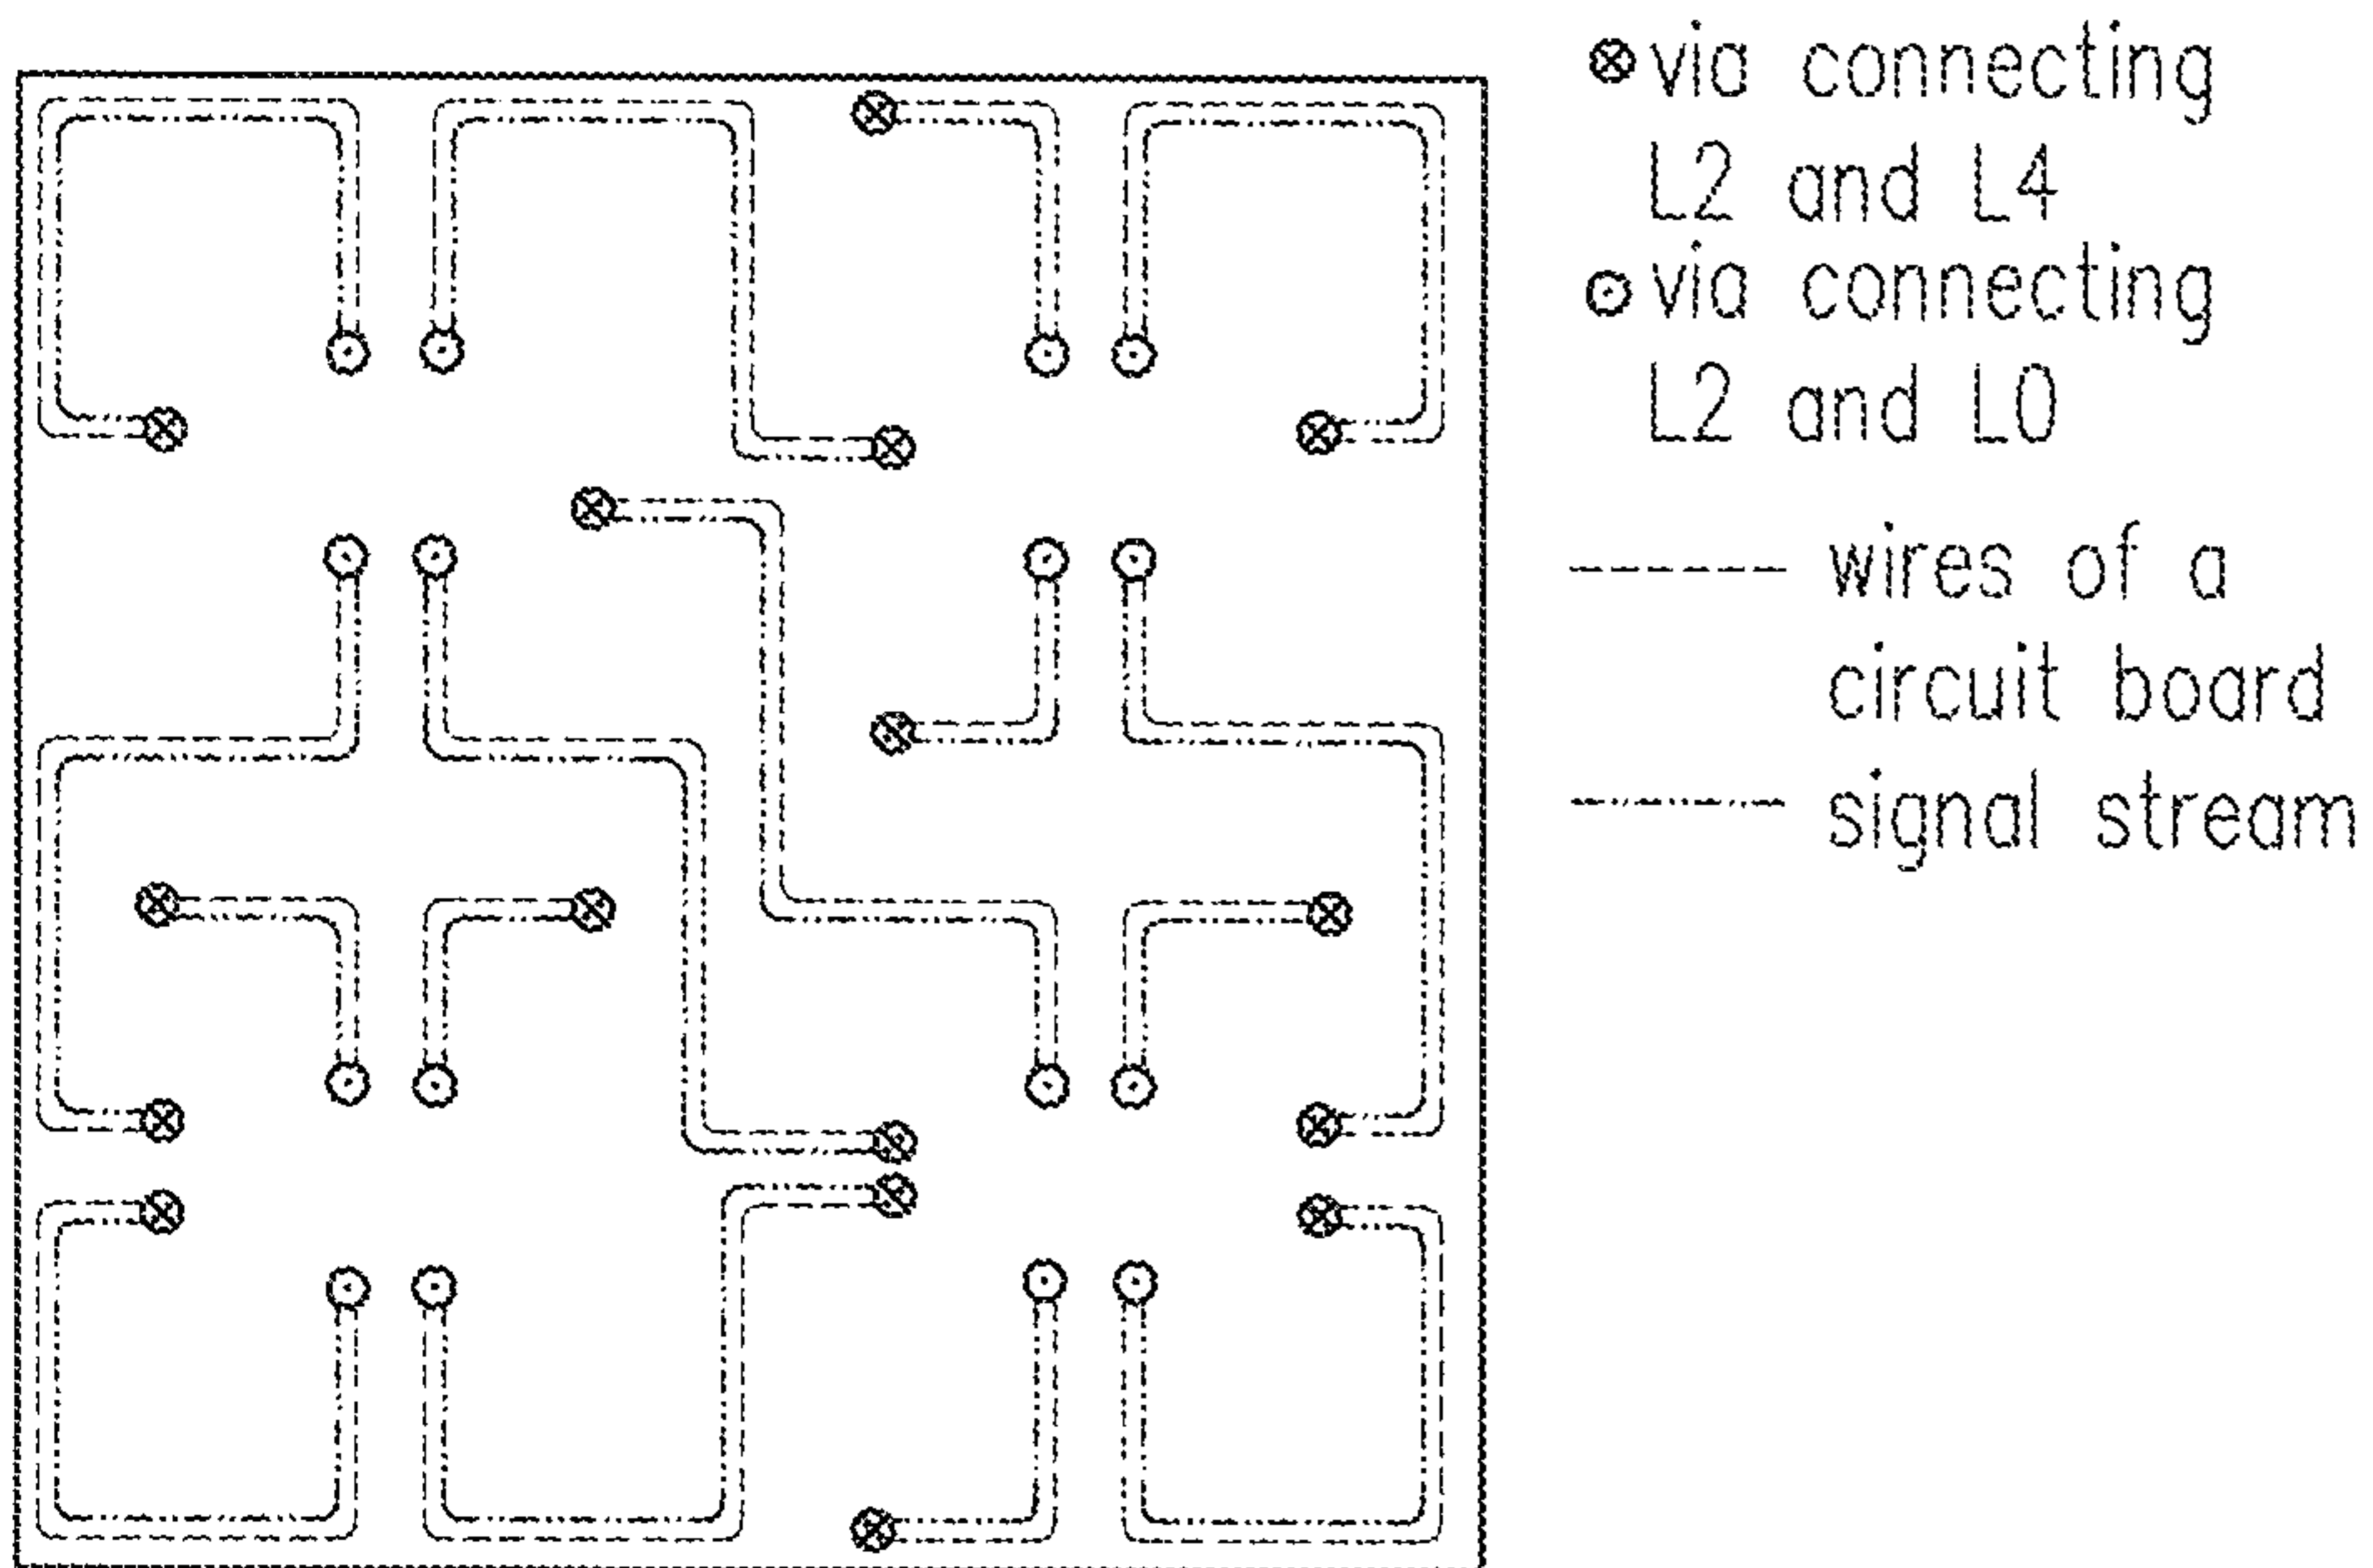 via connecting
L2 and L4
via connecting
L2 and L0
wires of a
circuit board
signal stream